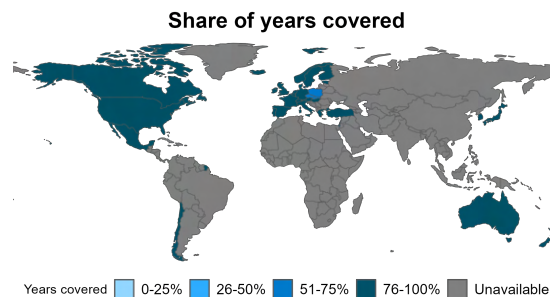 Share of years covered
Years covered 0-25% 26-50% 51-75% 76-100% Unavailable